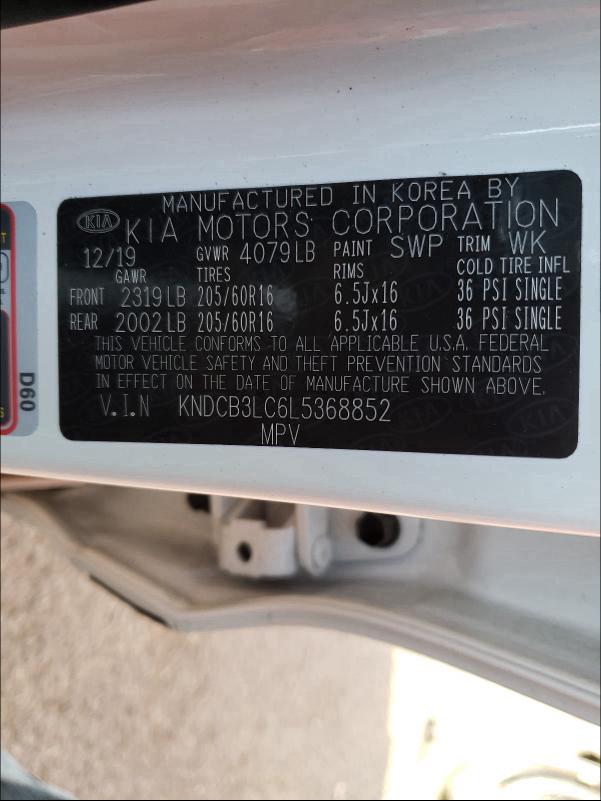 MANUFACTURED IN KOREA BY
KIA KIA MOTORS CORPORATION
12/19 GVWR 4079LB PAINT SWP TRIM WK
GAWR TIRES RIMS COLD TIRE INFL
FRONT 2319LB 205/60R16 6.5Jx16 36 PSI SINGLE
REAR 2002LB 205/60R16 6.5Jx16 36 PSI SINGLE
THIS VEHICLE CONFORMS TO ALL APPLICABLE U.S.A. FEDERAL
MOTOR VEHICLE SAFETY AND THEFT PREVENTION STANDARDS
IN EFFECT ON THE DATE OF MANUFACTURE SHOWN ABOVE.
V.I.N KNDCB3LC6L5368852
MPV
D60